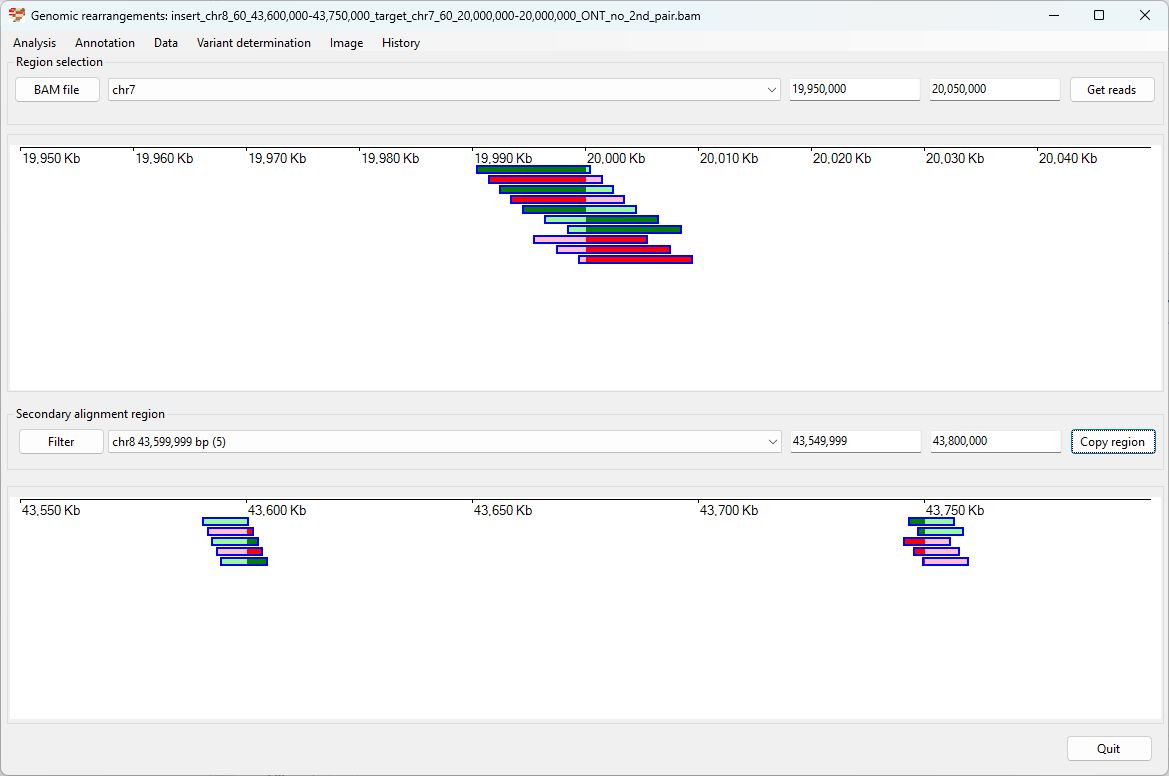 Genomic rearrangements: insert_chr8_60_43,600,000-43,750,000_target_chr7_60_20,000,000-20,000,000_ONT_no_2nd_pair.bam
Analysis Annotation Data Variant determination Image History
Region selection
BAM file chr7 19,950,000 20,050,000 Get reads
19,950 Kb 19,960 Kb 19,970 Kb 19,980 Kb 19,990 Kb 20,000 Kb 20,010 Kb 20,020 Kb 20,030 Kb 20,040 Kb
Secondary alignment region
Filter chr8 43,599,999 bp (5) 43,549,999 43,800,000 Copy region
43,550 Kb 43,600 Kb 43,650 Kb 43,700 Kb 43,750 Kb
Quit